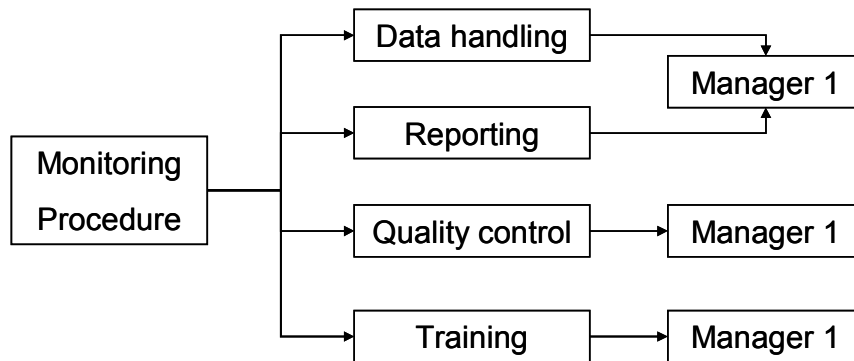 Data handling
Manager 1
Reporting
Monitoring
Procedure
Quality control
Manager 1
Training
Manager 1